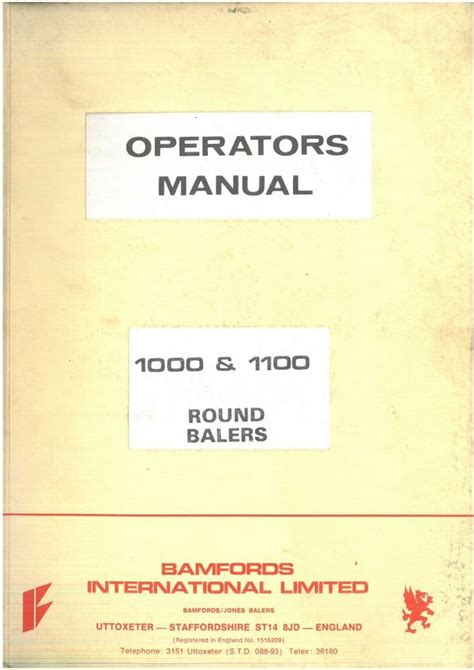 OPERATORS
MANUAL
1000 & 1100
ROUND
BALERS
BAMFORDS
INTERNATIONAL LIMITED
BAMFORDS/JONES BALERS
UTTOXETER — STAFFORDSHIRE ST14 8JD — ENGLAND
(Registered in England No. 1516209)
Telephone: 3151 Uttoxeter (S.T.D. 088-93) Telex: 36180